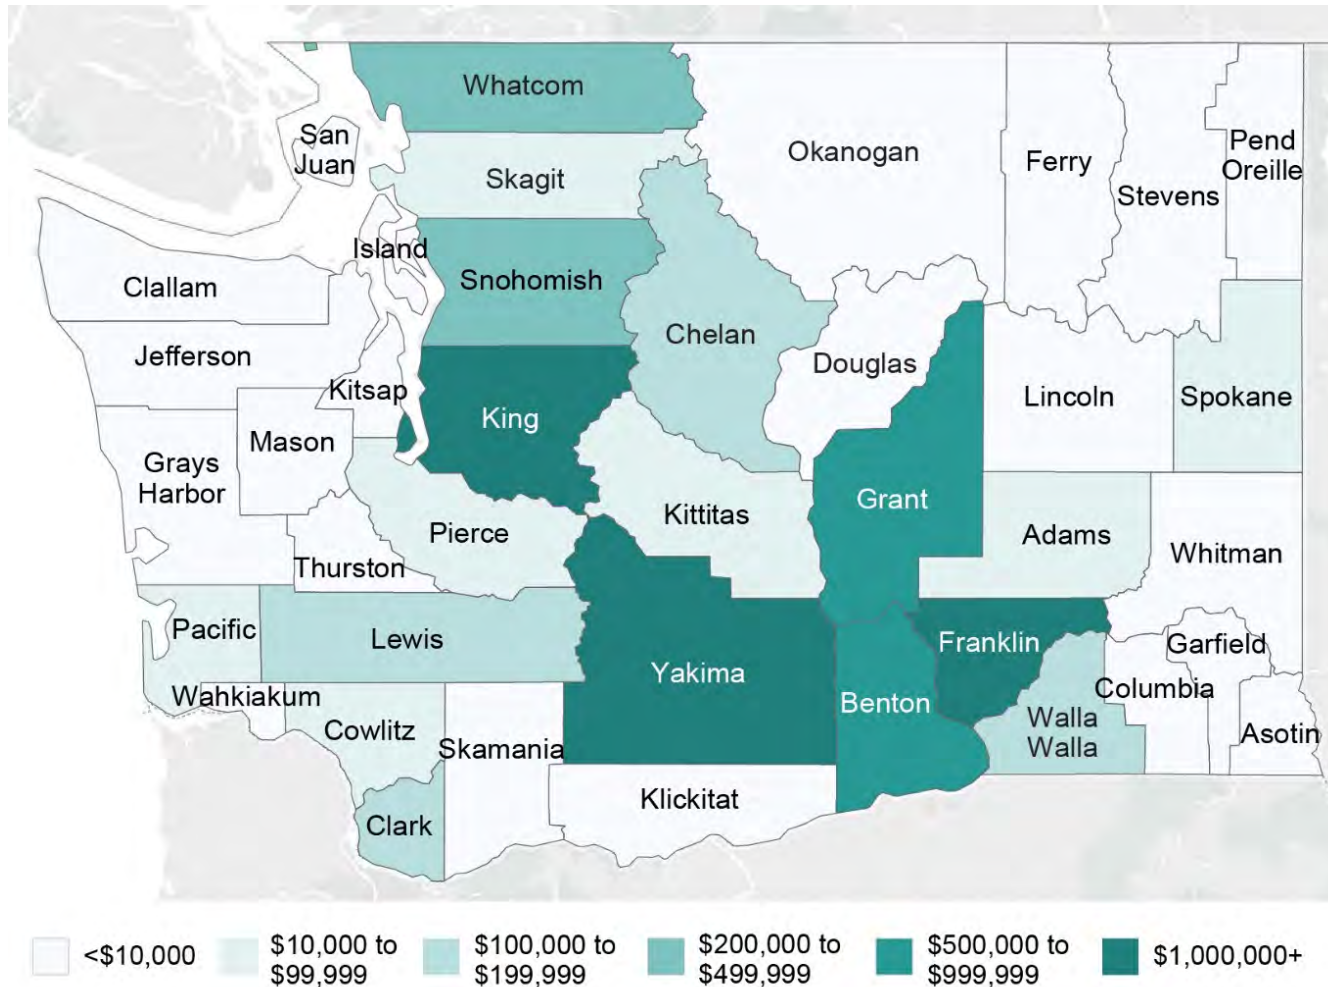 Whatcom
San
Juan
Skagit
Okanogan
Ferry
Stevens
Pend
Oreille
Island
Clallam
Snohomish
Jefferson
Chelan
Douglas
Kitsap
King
Lincoln
Spokane
Mason
Grays
Harbor
Grant
Kittitas
Pierce
Adams
Whitman
Thurston
Pacific
Lewis
Franklin
Garfield
Yakima
Wahkiakum
Columbia
Benton
Cowlitz
Walla
Walla
Skamania
Asotin
Klickitat
Clark
<$10,000
$10,000 to
$99,999
$100,000 to
$199,999
$200,000 to
$499,999
$500,000 to
$999,999
$1,000,000+